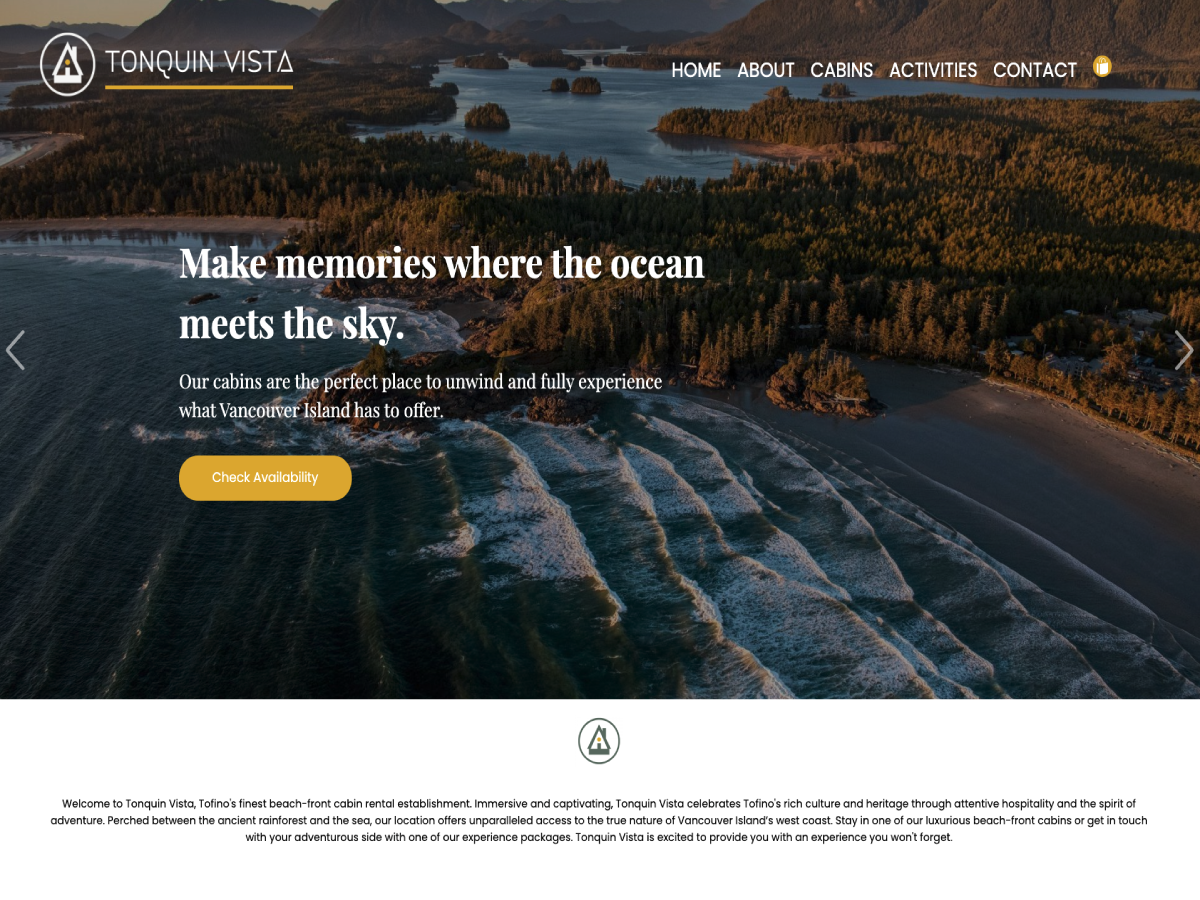 TONQUIN VISTA
HOME ABOUT CABINS ACTIVITIES CONTACT
Make memories where the ocean
meets the sky.
Our cabins are the perfect place to unwind and fully experience
what Vancouver Island has to offer.
Check Availability
Welcome to Tonquin Vista, Tofino's finest beach-front cabin rental establishment. Immersive and captivating, Tonquin Vista celebrates Tofino's rich culture and heritage through attentive hospitality and the spirit of
adventure. Perched between the ancient rainforest and the sea, our location offers unparalleled access to the true nature of Vancouver Island’s west coast. Stay in one of our luxurious beach-front cabins or get in touch
with your adventurous side with one of our experience packages. Tonquin Vista is excited to provide you with an experience you won't forget.